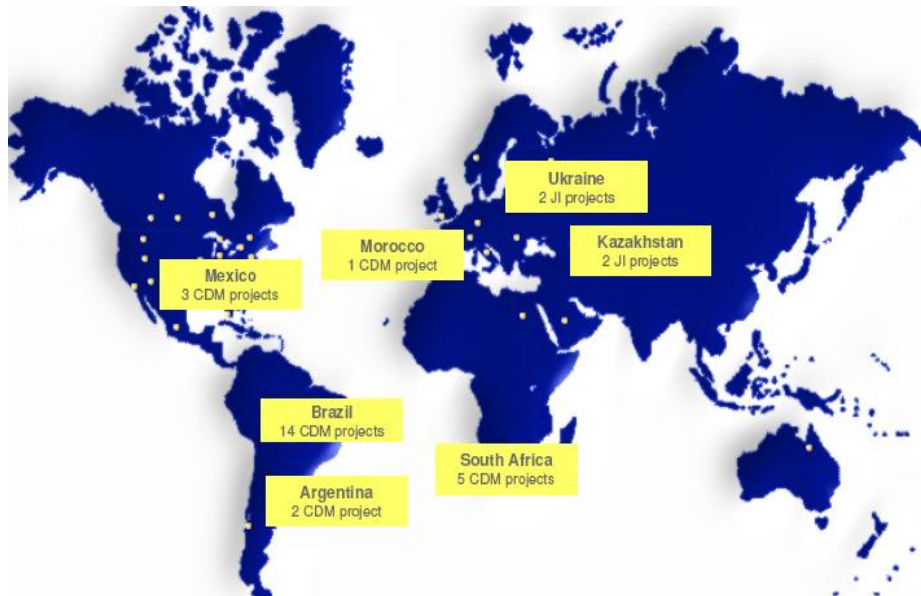 Ukraine
2 JI projects
Morocco
1 CDM project
Kazakhstan
2 JI projects
Mexico
3 CDM projects
Brazil
14 CDM projects
South Africa
5 CDM projects
Argentina
2 CDM project